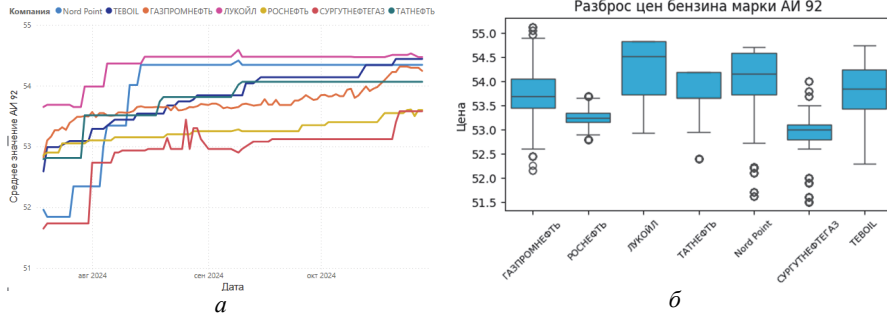 Компания Nord Point TEBOIL ГАЗПРОМНЕФТЬ ЛУКОЙЛ РОСНЕФТЬ СУРГУТНЕФТЕГАЗ ТАТНЕФТЬ
55
54
53
52
51
Среднее значение АИ 92
авг 2024
сен 2024
окт 2024
Дата
а
Разброс цен бензина марки АИ 92
Цена
55.0
54.5
54.0
53.5
53.0
52.5
52.0
51.5
ГАЗПРОМНЕФТЬ
РОСНЕФТЬ
ЛУКОЙЛ
ТАТНЕФТЬ
Nord Point
СУРГУТНЕФТЕГАЗ
TEBOIL
б